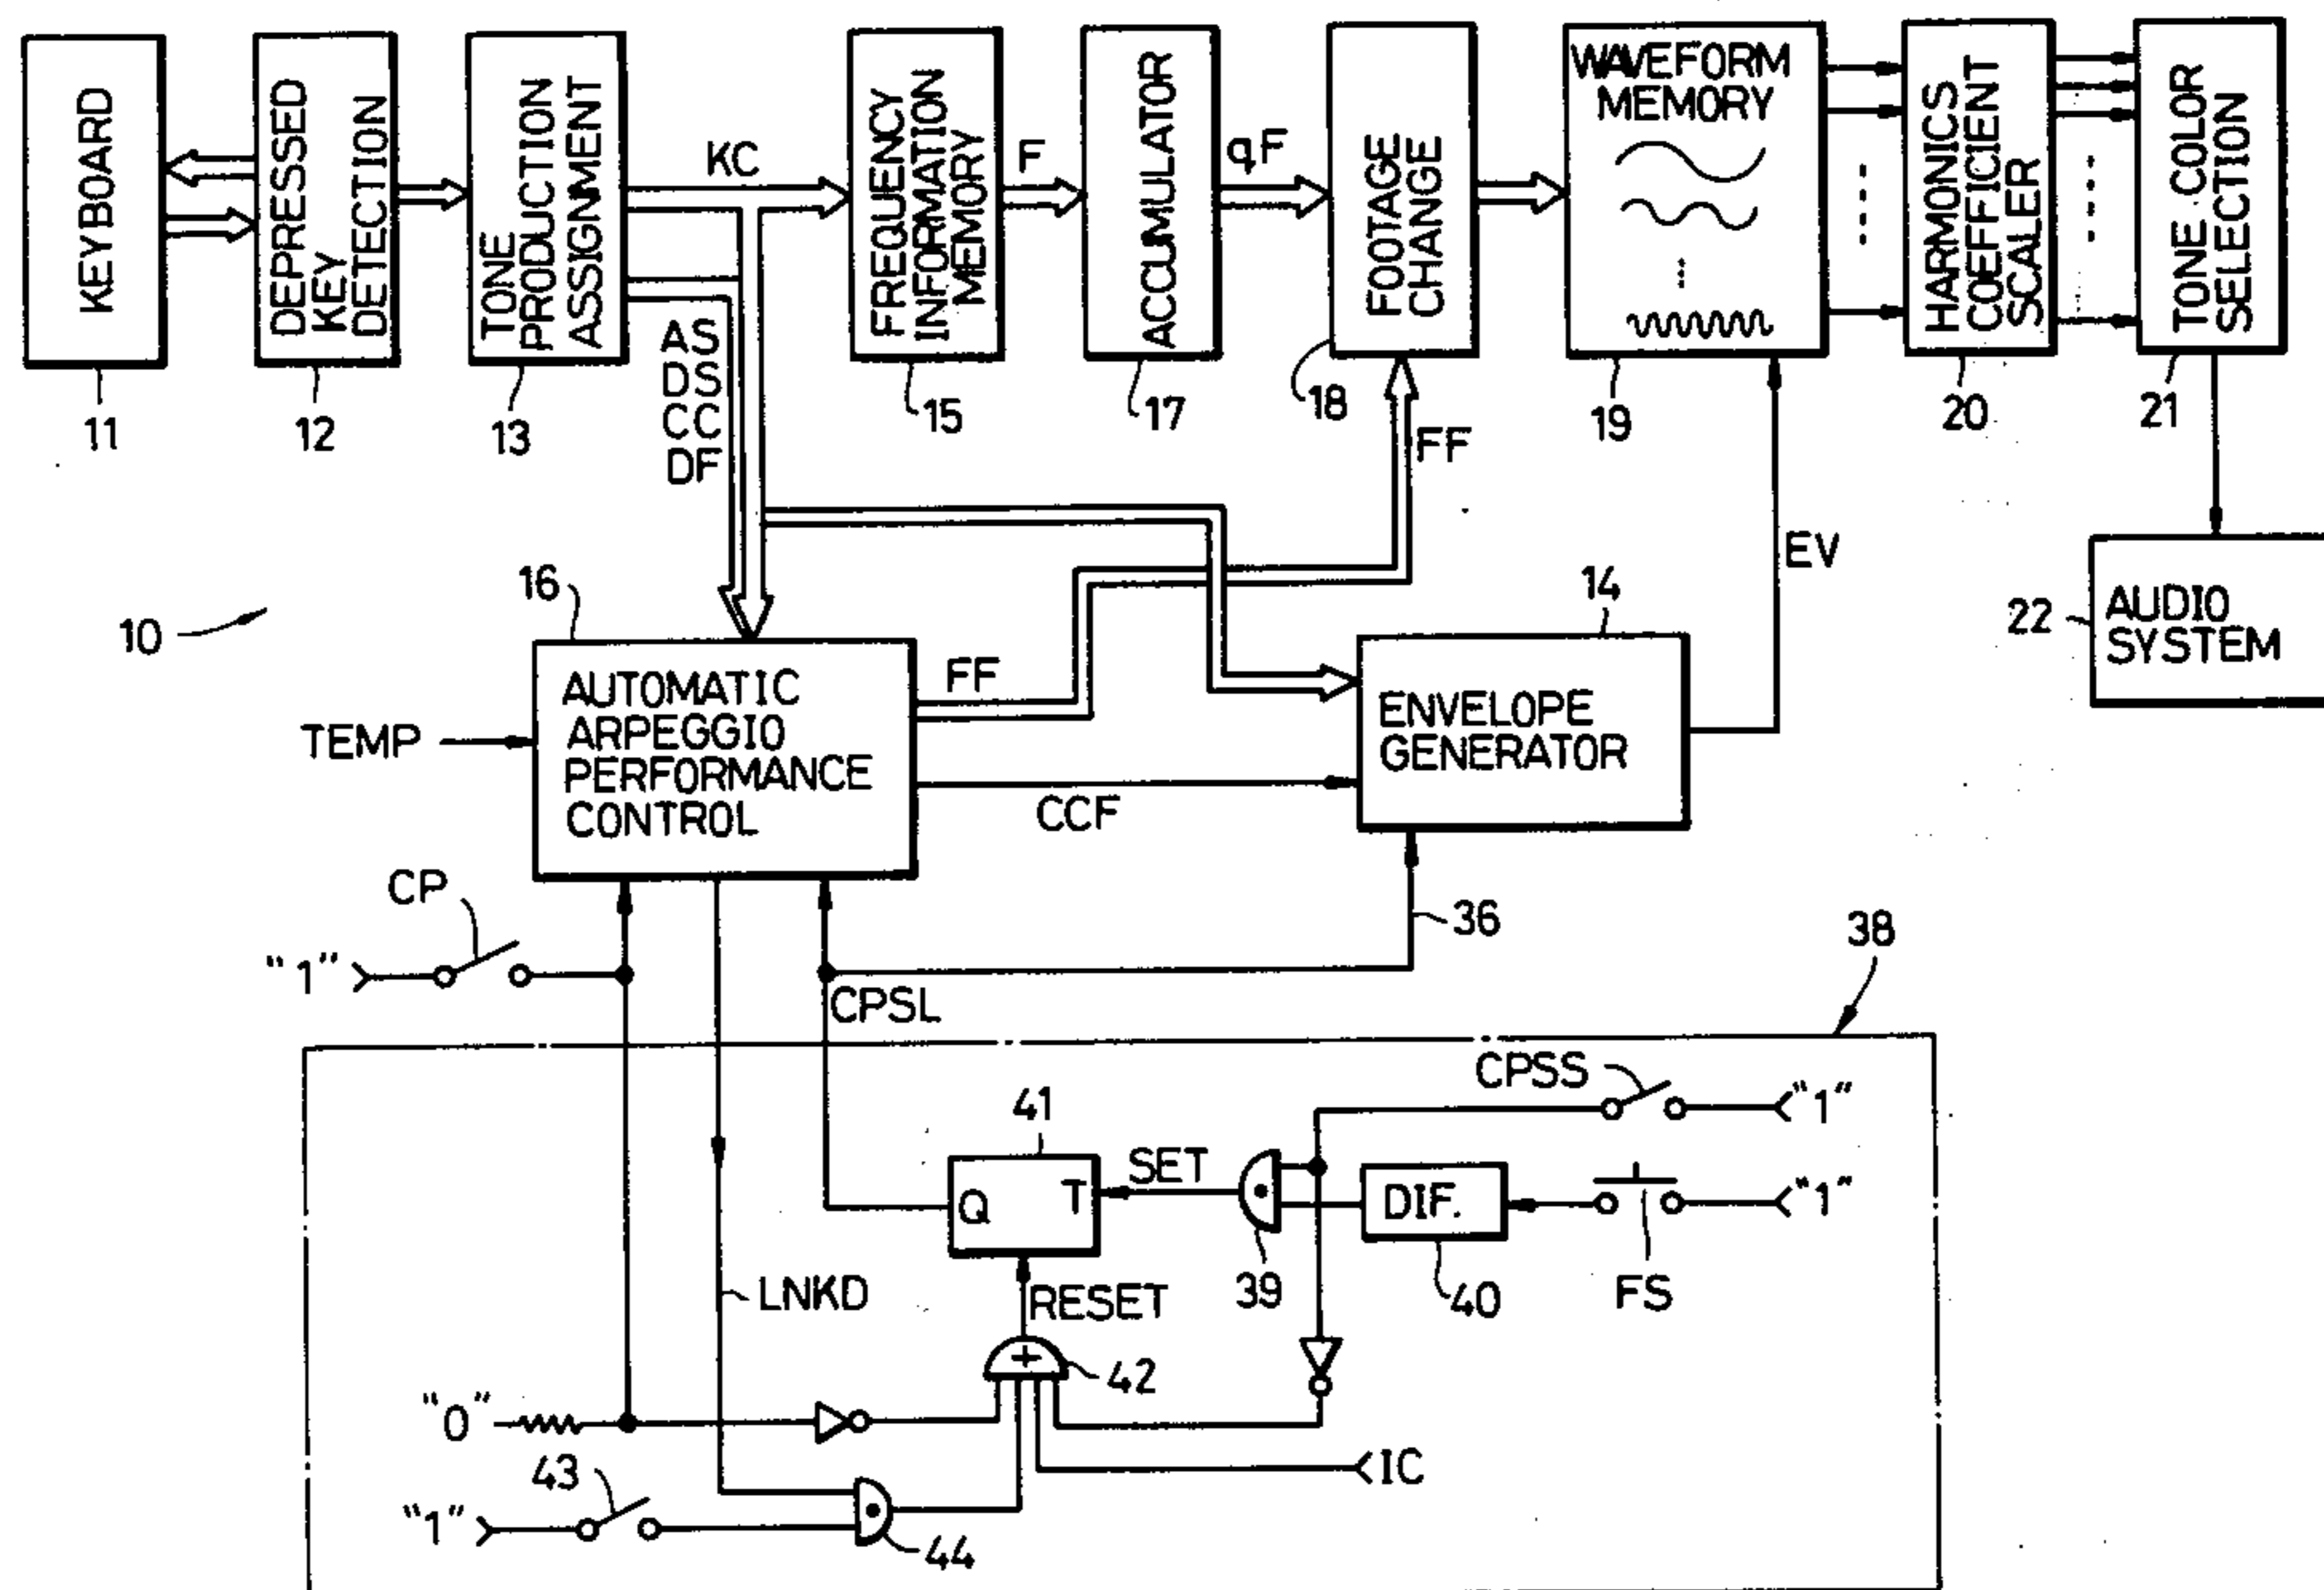 KEYBOARD
DEPRESSED
KEY
DETECTION
TONE
PRODUCTION
ASSIGNMENT
KC
FREQUENCY
INFORMATION
MEMORY
F
ACCUMULATOR
qF
FOOTAGE
CHANGE
WAVEFORM
MEMORY
HARMONICS
COEFFICIENT
SCALER
TONE COLOR
SELECTION
11
12
13
AS
DS
CC
DF
15
17
18
FF
19
20
21
EV
10
16
14
22
AUDIO
SYSTEM
TEMP
AUTOMATIC
ARPEGGIO
PERFORMANCE
CONTROL
FF
CCF
ENVELOPE
GENERATOR
CP
"1"
36
38
CPSL
CPSS
"1"
41
Q
T
SET
39
DIF.
40
"1"
FS
LNKD
RESET
42
"0"
IC
43
"1"
44